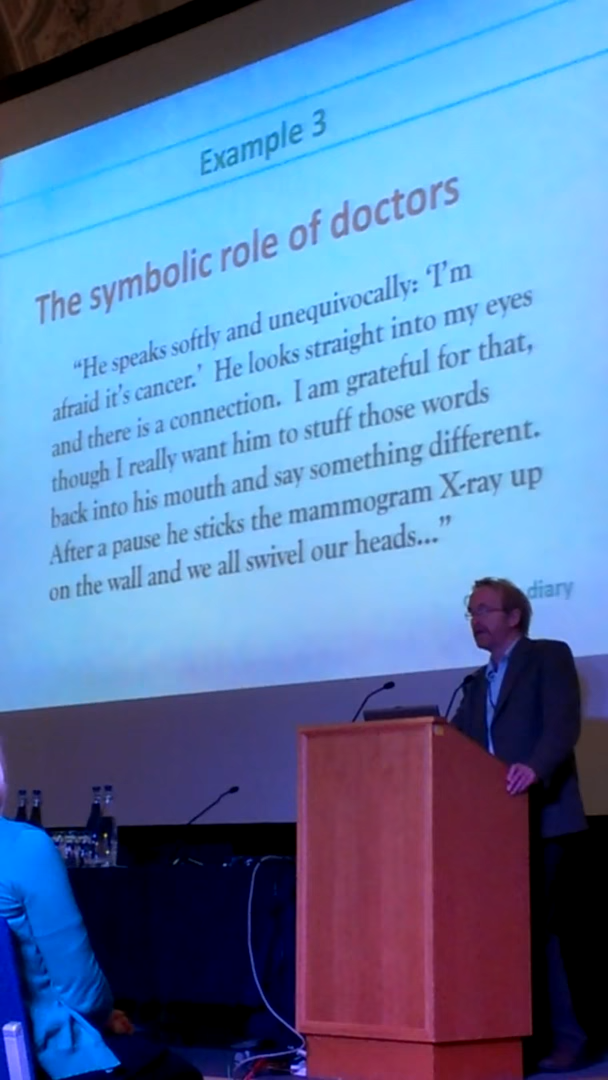 Example 3
The symbolic role of doctors
“He speaks softly and unequivocally: ‘I’m
afraid it’s cancer.’ He looks straight into my eyes
and there is a connection. I am grateful for that,
though I really want him to stuff those words
back into his mouth and say something different.
After a pause he sticks the mammogram X-ray up
on the wall and we all swivel our heads...”
diary